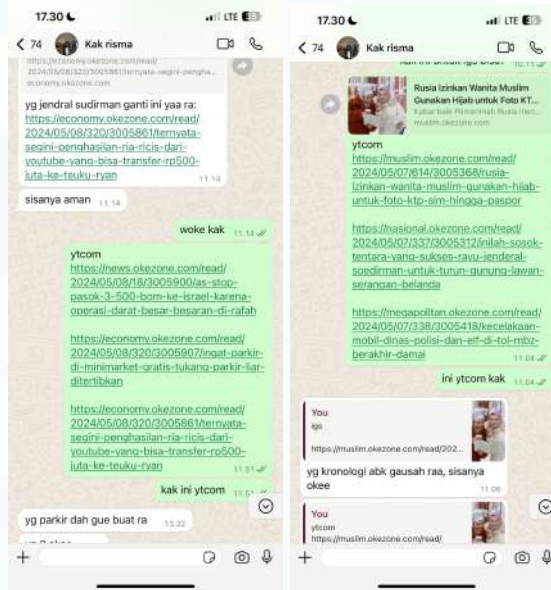 17.30
LTE
74
Kak risma
https://economy.okezone.com/read/
2024/05/08/320/3005861/ternyata-segini-pengha...
economy.okezone.com
yg jendral sudirman ganti ini yaa ra:
https://economy.okezone.com/read/
2024/05/08/320/3005861/ternyata-
segini-penghasilan-ria-ricis-dari-
youtube-yang-bisa-transfer-rp500-
juta-ke-teuku-ryan
11.14
sisanya aman 11.14
woke kak 11.14
ytcom
https://news.okezone.com/read/
2024/05/08/18/3005900/as-stop-
pasok-3-500-bom-ke-israel-karena-
operasi-darat-besar-besaran-di-rafah
https://economy.okezone.com/read/
2024/05/08/320/3005907/ingat-parkir-
di-minimarket-gratis-tukang-parkir-liar-
ditertibkan
https://economy.okezone.com/read/
2024/05/08/320/3005861/ternyata-
segini-penghasilan-ria-ricis-dari-
youtube-yang-bisa-transfer-rp500-
juta-ke-teuku-ryan
11.51
kak ini ytcom
yg parkir dah gue buat ra 13.22
17.30
LTE
74
Kak risma
10.11
Rusia Izinkan Wanita Muslim
Gunakan Hijab untuk Foto KT...
Kabar baik Pemerintah Rusia men...
muslim.okezone.com
ytcom
https://muslim.okezone.com/read/
2024/05/07/614/3005368/rusia-
izinkan-wanita-muslim-gunakan-hijab-
untuk-foto-ktp-sim-hingga-paspor
https://nasional.okezone.com/read/
2024/05/07/337/3005312/inilah-sosok-
tentara-yang-sukses-rayu-jenderal-
soedirman-untuk-turun-gunung-lawan-
serangan-belanda
https://megapolitan.okezone.com/read/
2024/05/07/338/3005418/kecelakaan-
mobil-dinas-polisi-dan-elf-di-tol-mbz-
berakhir-damai
11.04
ini ytcom kak 11.04
You
igs
https://muslim.okezone.com/read/202...
yg kronologi abk gausah raa, sisanya
okee
11.06
You
ytcom
https://muslim.okezone.com/read/